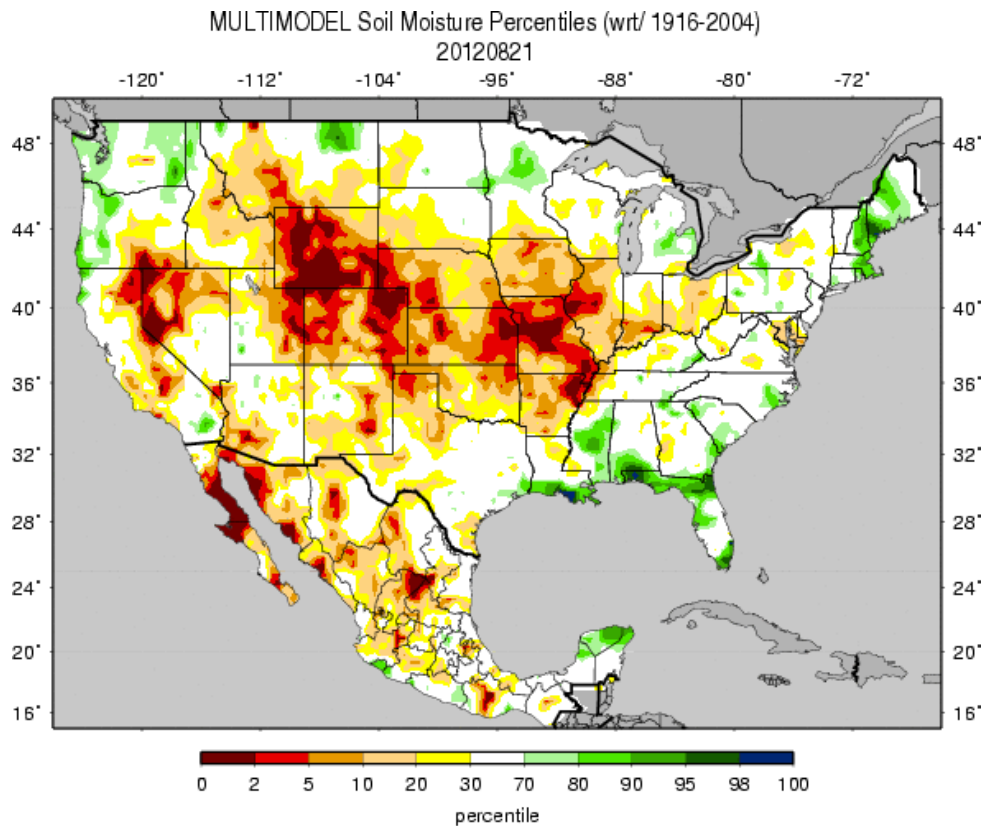 MULTIMODEL Soil Moisture Percentiles (wrt/ 1916-2004)
20120821
-120° -112° -104° -96° -88° -80° -72°
48° 48°
44° 44°
40° 40°
36° 36°
32° 32°
28° 28°
24° 24°
20° 20°
16° 16°
0 2 5 10 20 30 70 80 90 95 98 100
percentile